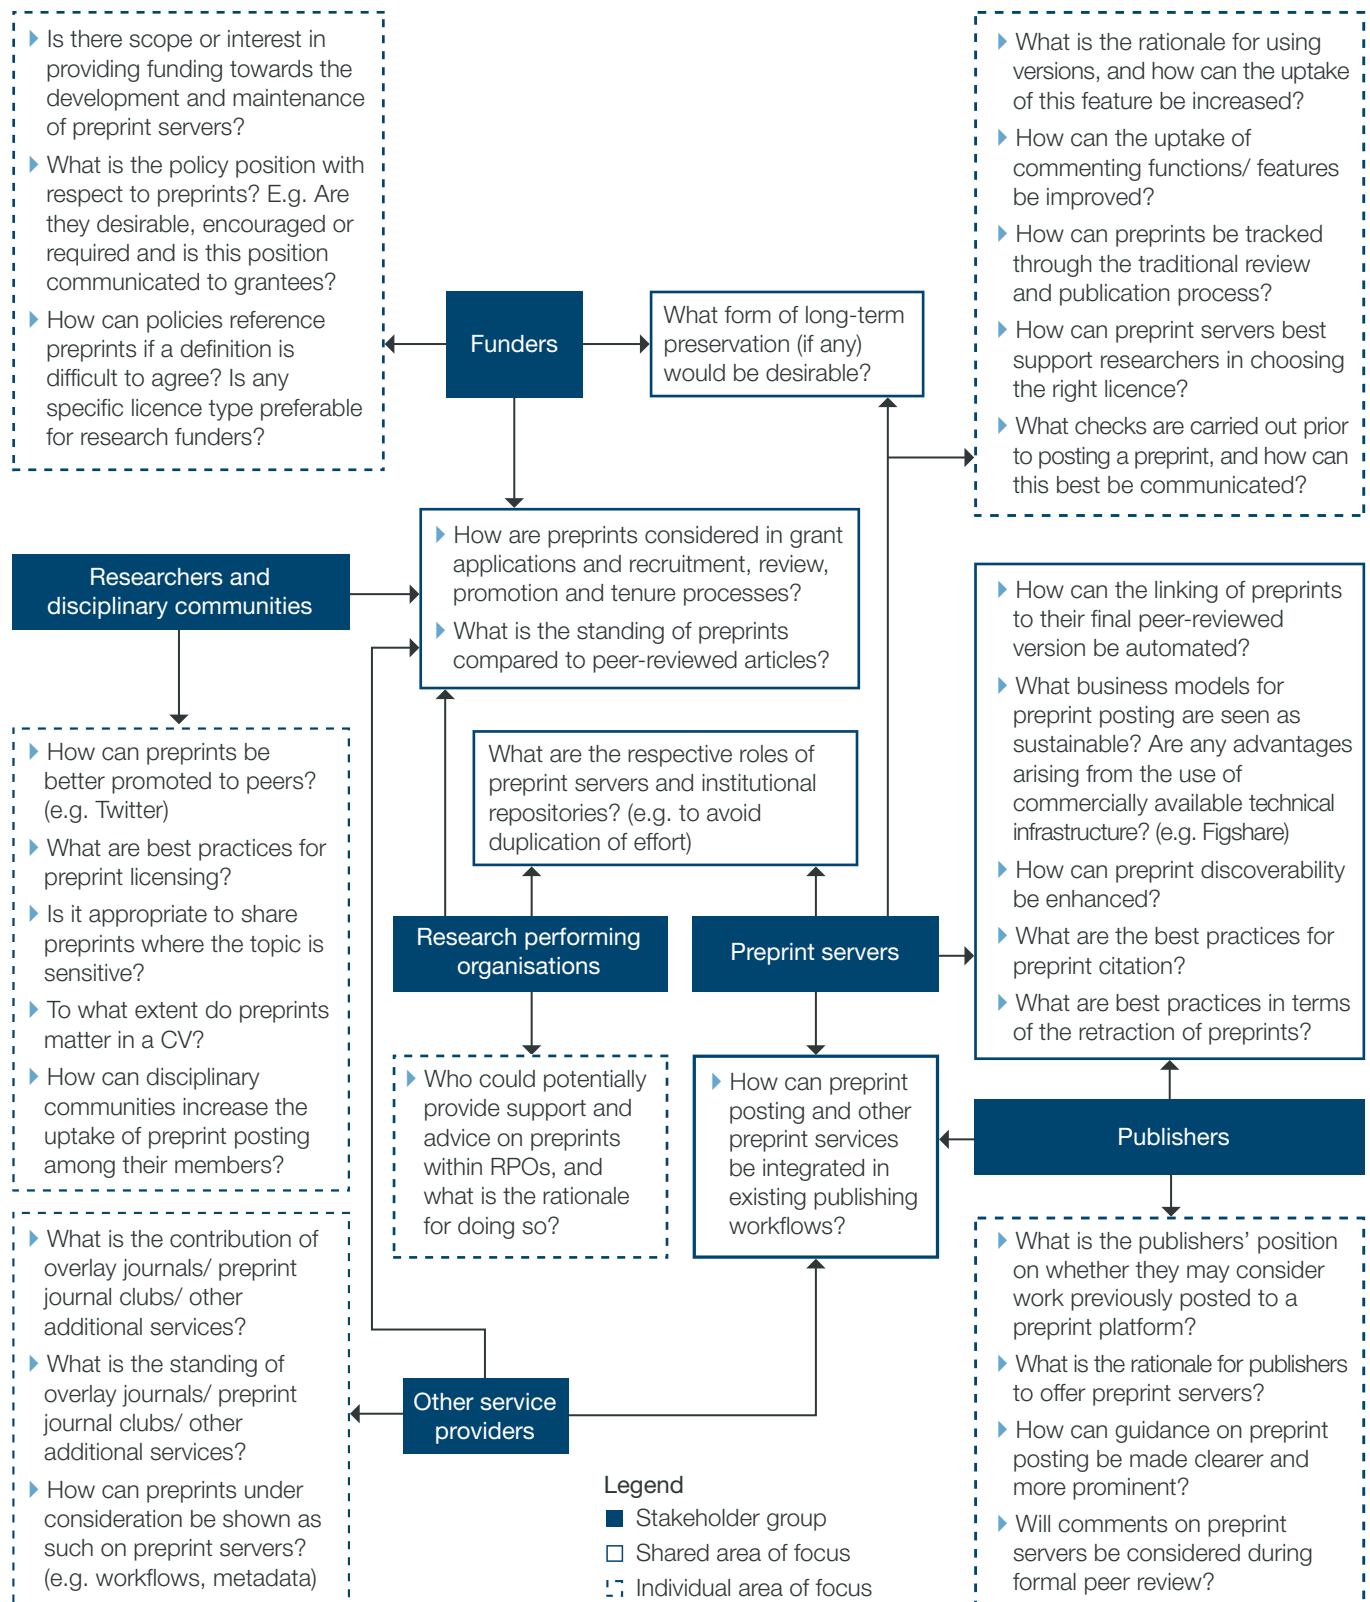 Is there scope or interest in
providing funding towards the
development and maintenance
of preprint servers?
What is the policy position with
respect to preprints? E.g. Are
they desirable, encouraged or
required and is this position
communicated to grantees?
How can policies reference
preprints if a definition is
difficult to agree? Is any
specific licence type preferable
for research funders?
Funders
What form of long-term
preservation (if any)
would be desirable?
What is the rationale for using
versions, and how can the uptake
of this feature be increased?
How can the uptake of
commenting functions/ features
be improved?
How can preprints be tracked
through the traditional review
and publication process?
How can preprint servers best
support researchers in choosing
the right licence?
What checks are carried out prior
to posting a preprint, and how can
this best be communicated?
Researchers and
disciplinary communities
How are preprints considered in grant
applications and recruitment, review,
promotion and tenure processes?
What is the standing of preprints
compared to peer-reviewed articles?
How can the linking of preprints
to their final peer-reviewed
version be automated?
What business models for
preprint posting are seen as
sustainable? Are any advantages
arising from the use of
commercially available technical
infrastructure? (e.g. Figshare)
How can preprint discoverability
be enhanced?
What are the best practices for
preprint citation?
What are best practices in terms
of the retraction of preprints?
How can preprints be
better promoted to peers?
(e.g. Twitter)
What are best practices for
preprint licensing?
Is it appropriate to share
preprints where the topic is
sensitive?
To what extent do preprints
matter in a CV?
How can disciplinary
communities increase the
uptake of preprint posting
among their members?
What are the respective roles of
preprint servers and institutional
repositories? (e.g. to avoid
duplication of effort)
Research performing
organisations
Preprint servers
Who could potentially
provide support and
advice on preprints
within RPOs, and
what is the rationale
for doing so?
How can preprint
posting and other
preprint services
be integrated in
existing publishing
workflows?
Publishers
What is the contribution of
overlay journals/ preprint
journal clubs/ other
additional services?
What is the standing of
overlay journals/ preprint
journal clubs/ other
additional services?
How can preprints under
consideration be shown as
such on preprint servers?
(e.g. workflows, metadata)
Other service
providers
What is the publishers’ position
on whether they may consider
work previously posted to a
preprint platform?
What is the rationale for publishers
to offer preprint servers?
How can guidance on preprint
posting be made clearer and
more prominent?
Will comments on preprint
servers be considered during
formal peer review?
Legend
Stakeholder group
Shared area of focus
Individual area of focus